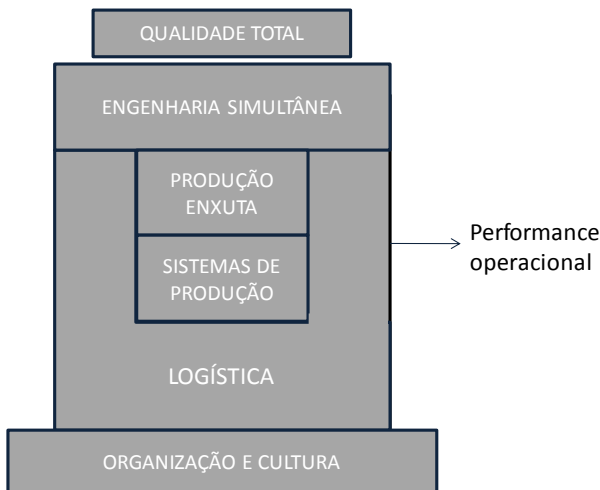 QUALIDADE TOTAL
ENGENHARIA SIMULTÂNEA
PRODUÇÃO
ENXUTA
SISTEMAS DE
PRODUÇÃO
Performance
operacional
LOGÍSTICA
ORGANIZAÇÃO E CULTURA